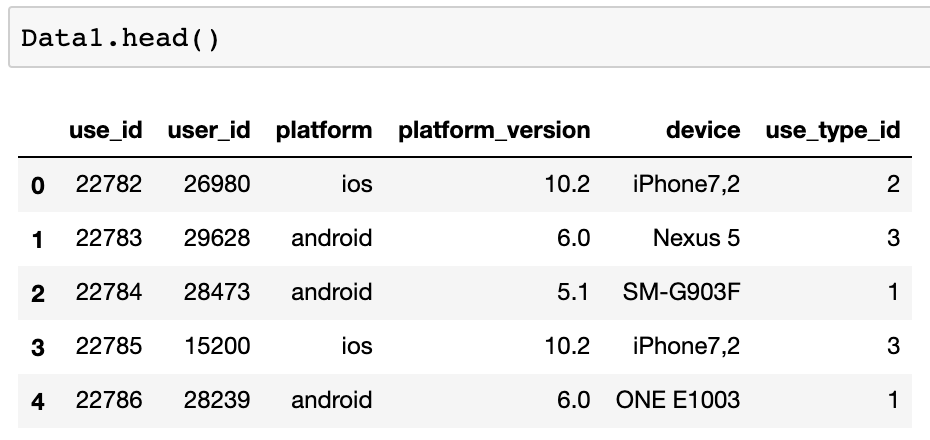 Data1.head()
use_id user_id platform platform_version device use_type_id
0 22782 26980 ios 10.2 iPhone7,2 2
1 22783 29628 android 6.0 Nexus 5 3
2 22784 28473 android 5.1 SM-G903F 1
3 22785 15200 ios 10.2 iPhone7,2 3
4 22786 28239 android 6.0 ONE E1003 1